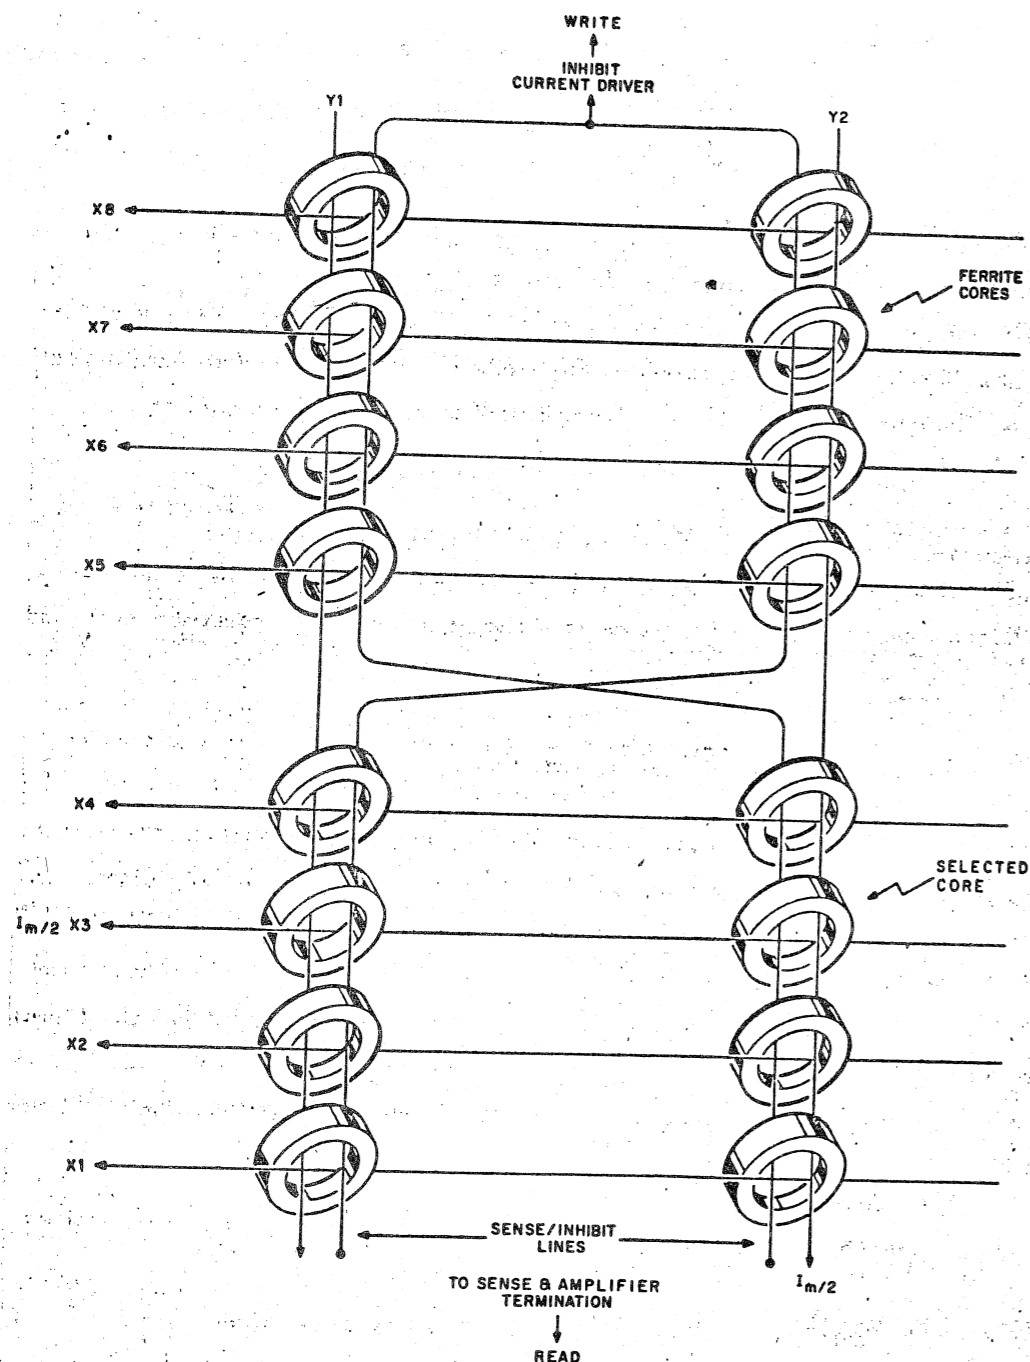 WRITE
INHIBIT
CURRENT DRIVER
Y1
Y2
X8
FERRITE
CORES
X7
X6
X5
X4
SELECTED
CORE
Im/2 X3
X2
X1
SENSE/INHIBIT
LINES
Im/2
TO SENSE & AMPLIFIER
TERMINATION
READ